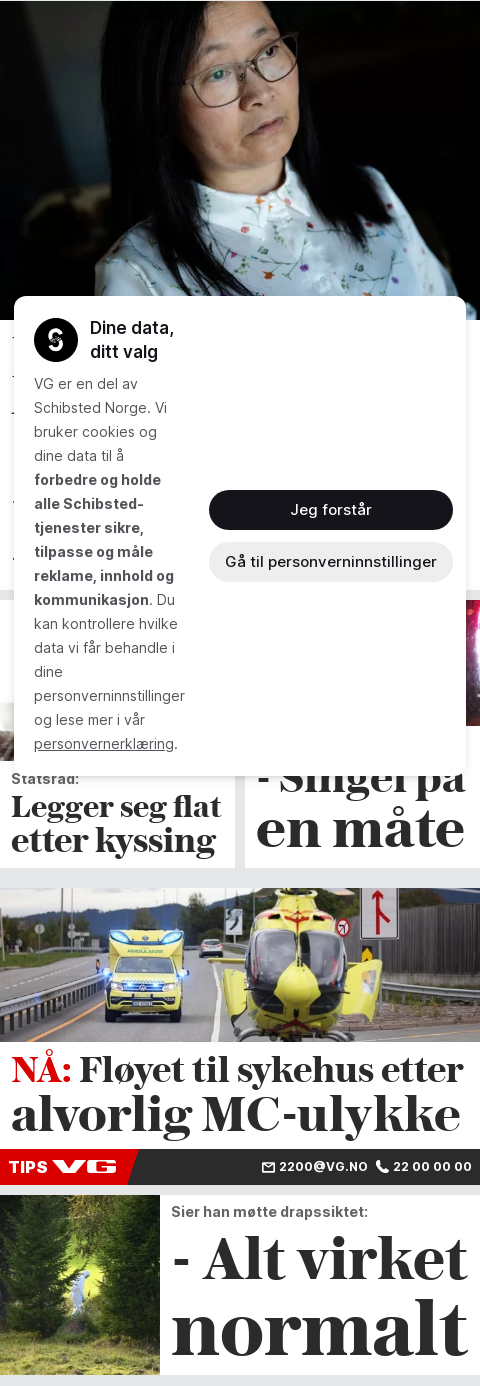 Dine data,
ditt valg
VG er en del av
Schibsted Norge. Vi
bruker cookies og
dine data til å
forbedre og holde
alle Schibsted-
tjenester sikre,
tilpasse og måle
reklame, innhold og
kommunikasjon. Du
kan kontrollere hvilke
data vi får behandle i
dine
personverninnstillinger
og lese mer i vår
personvernerklæring.
Jeg forstår
Gå til personverninnstillinger
Statsråd:
Legger seg flat
etter kyssing
- Singel på
en måte
AMBULANSE
NÅ: Fløyet til sykehus etter
alvorlig MC-ulykke
TIPS VG
2200@VG.NO 22 00 00 00
Sier han møtte drapssiktet:
- Alt virket
normalt